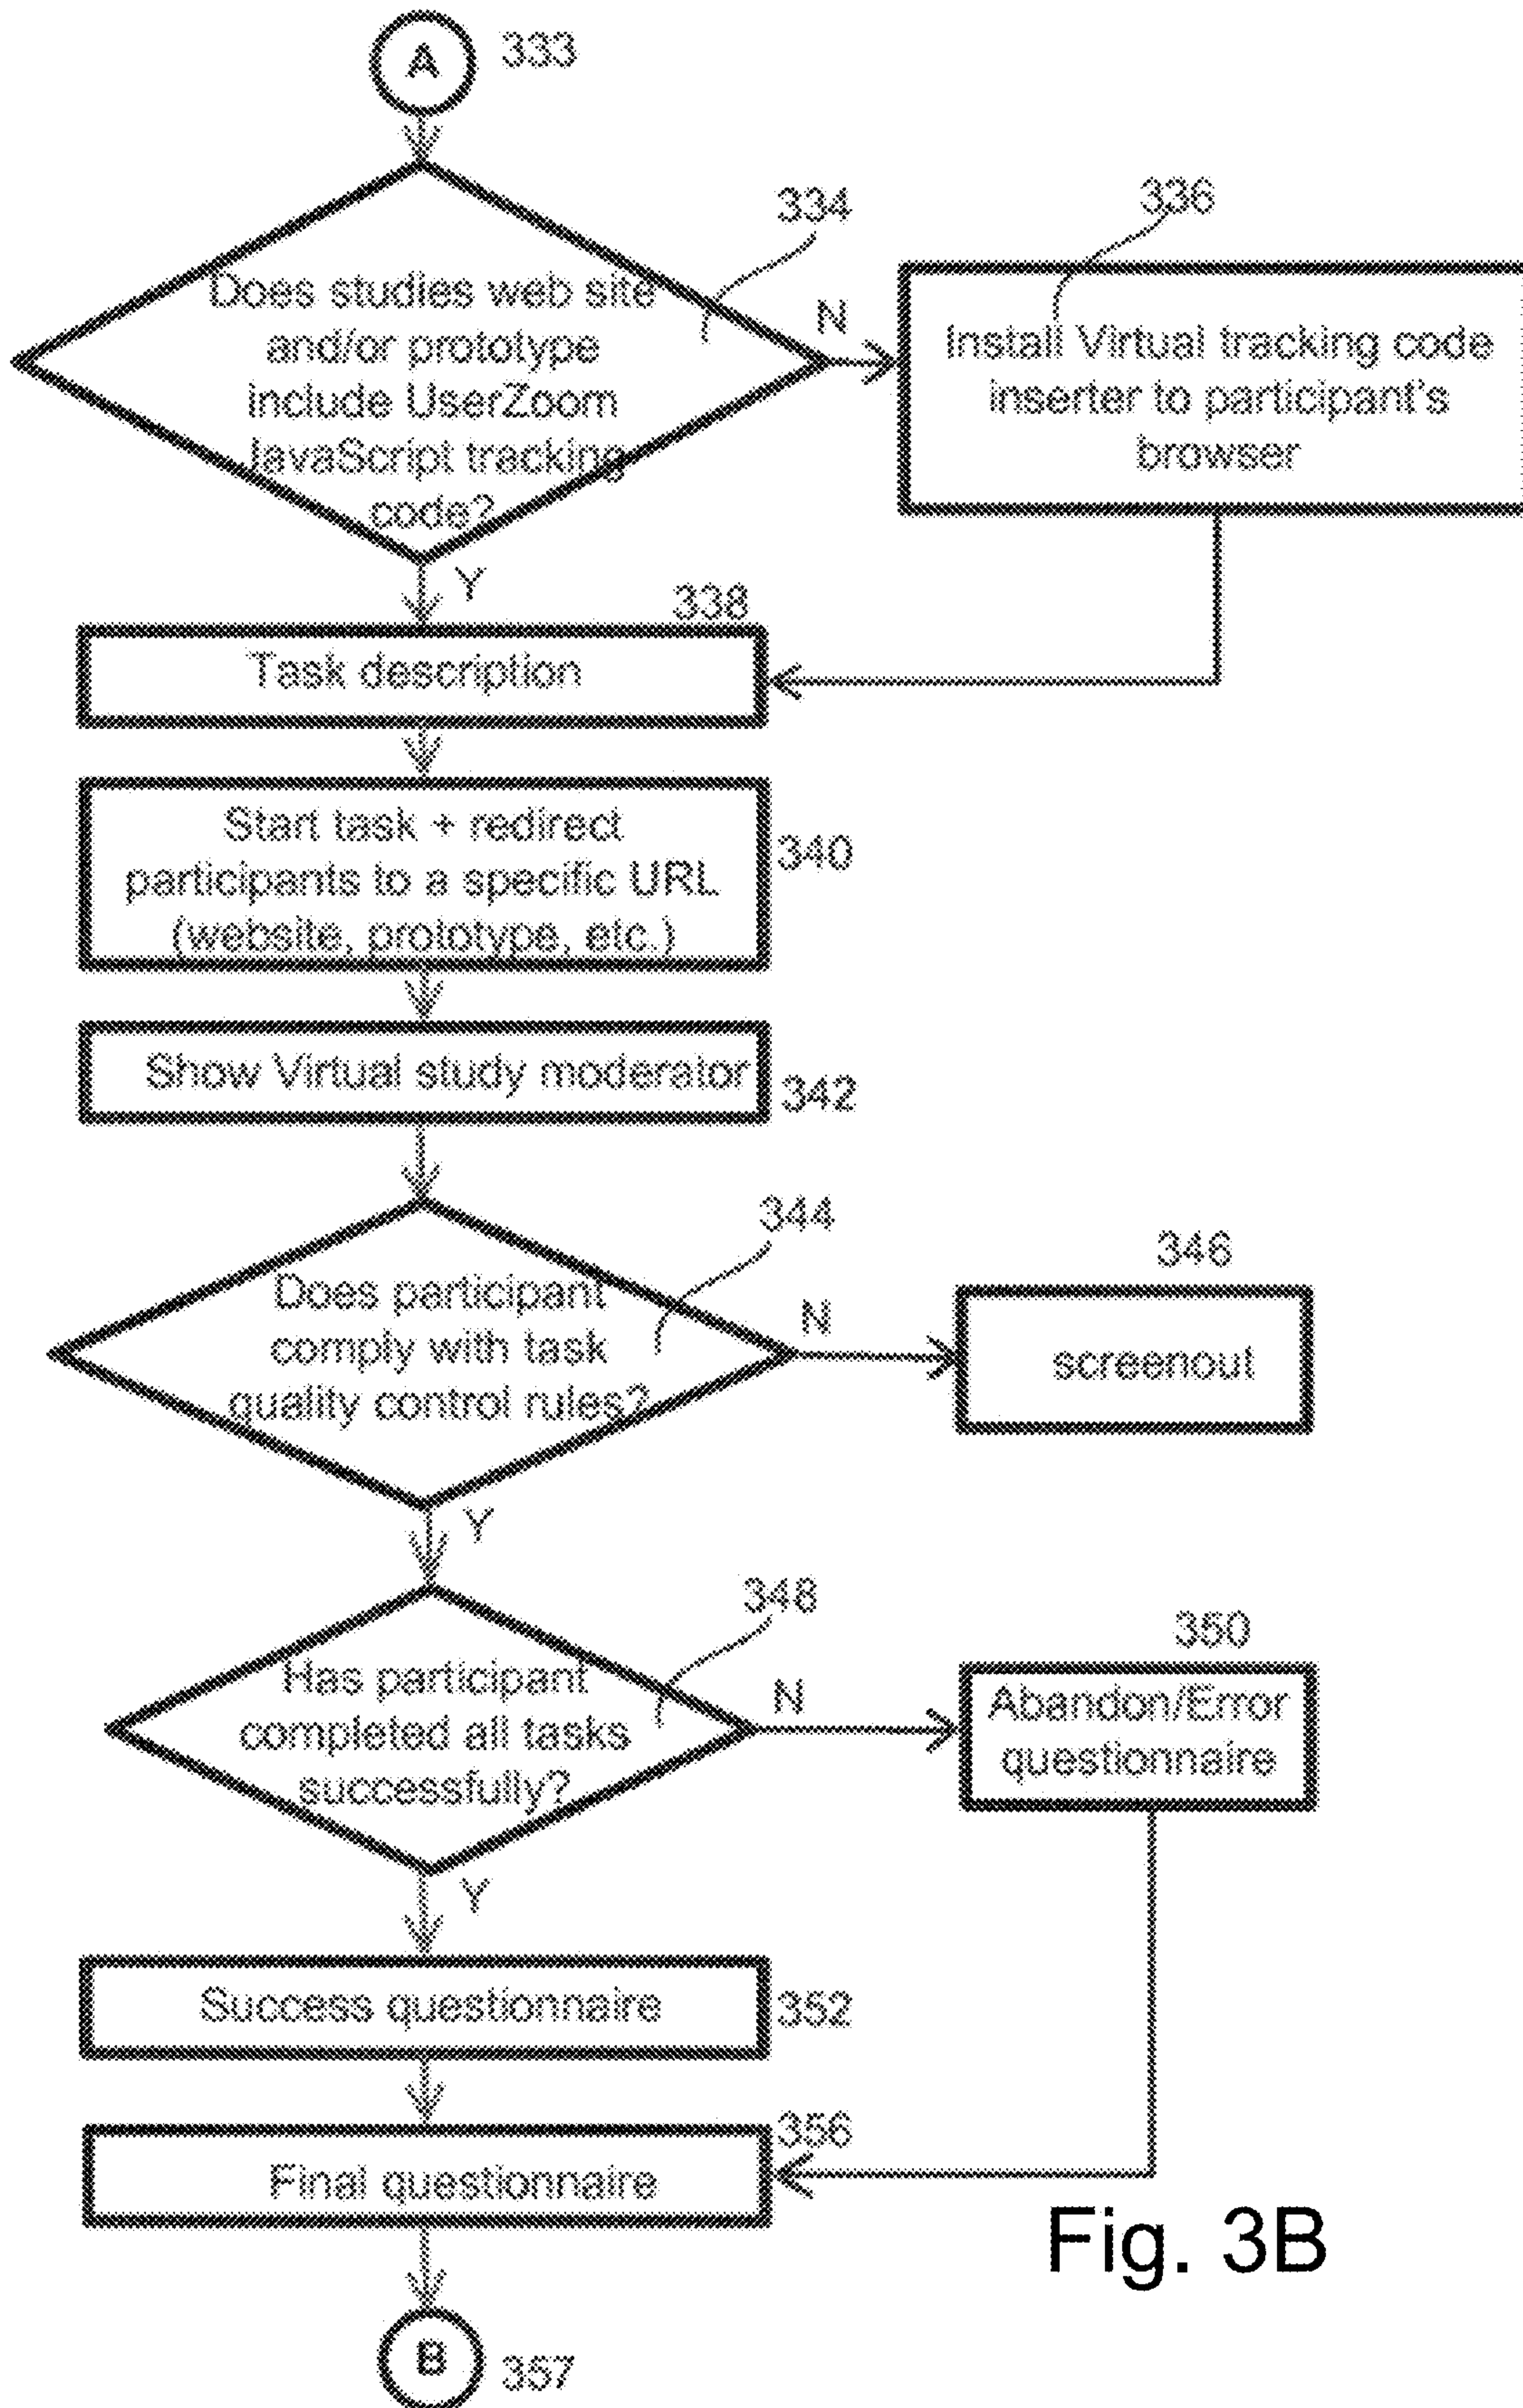 A
333
334
336
Does studies web site
and/or prototype
include UserZoom
JavaScript tracking
code?
N
Install Virtual tracking code
inserter to participant's
browser
Y
338
Task description
Start task + redirect
participants to a specific URL
(website, prototype, etc.)
340
Show Virtual study moderator
342
344
Does participant
comply with task
quality control rules?
N
346
screenout
Y
348
Has participant
completed all tasks
successfully?
N
350
Abandon/Error
questionnaire
Y
Success questionnaire
352
356
Final questionnaire
Fig. 3B
B
357